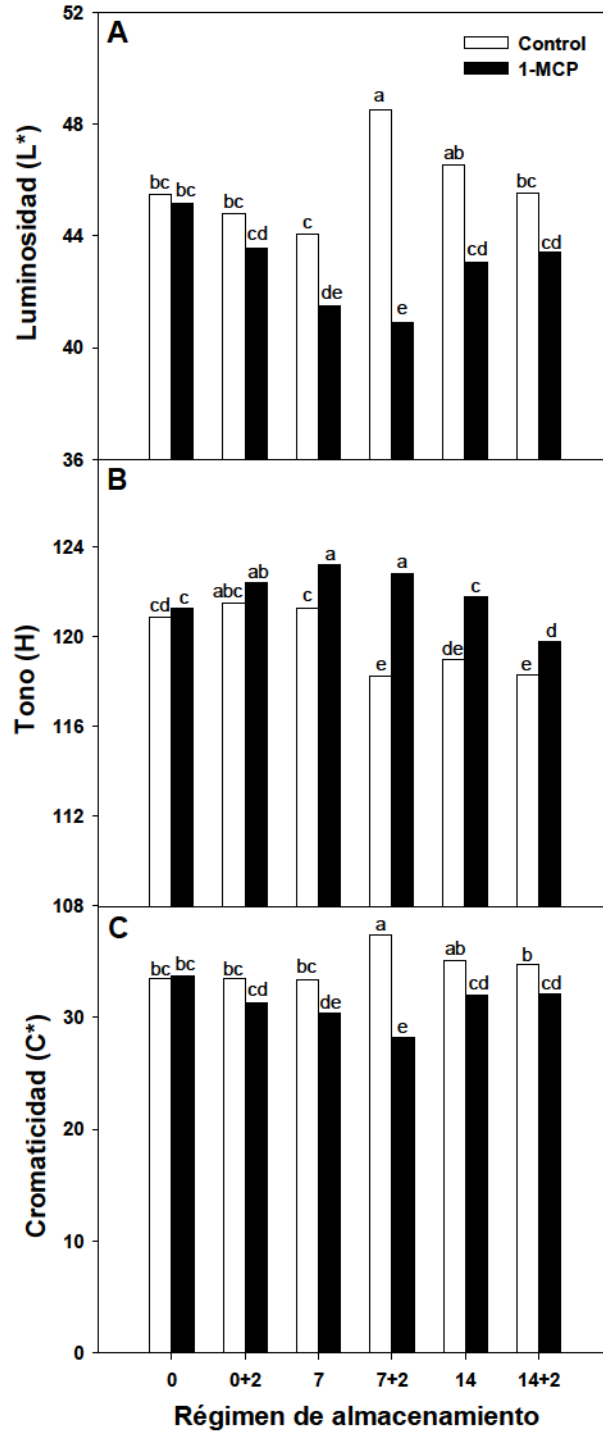 52
A
Control
1-MCP
a
48
ab
bc bc
bc
bc
cd
c
cd
cd
44
de
e
40
36
Luminosidad (L*)
B
124
a
a
ab
abc
c
c
cd
c
d
120
de
e
e
116
112
108
Tono (H)
C
a
ab
b
bc bc
bc
bc
cd
cd
cd
de
e
30
20
10
0
Cromaticidad (C*)
0 0+2 7 7+2 14 14+2
Régimen de almacenamiento